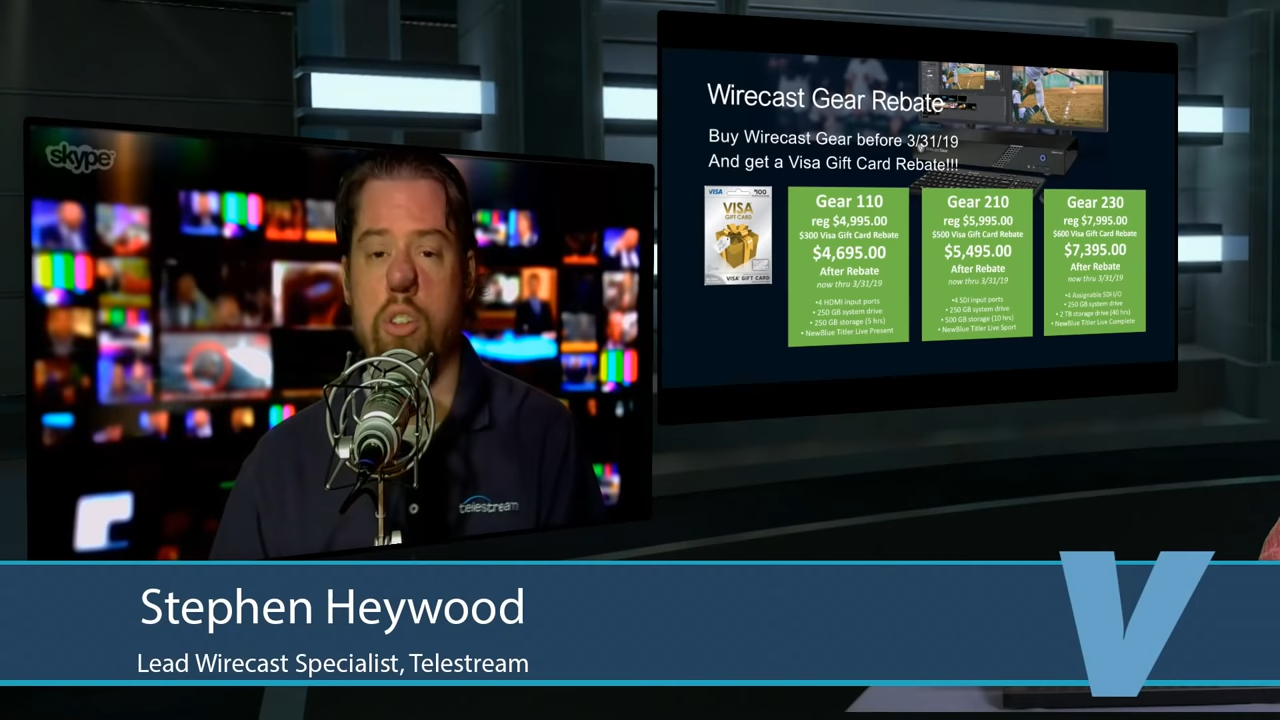 skype
Wirecast Gear Rebate
Buy Wirecast Gear before 3/31/19
And get a Visa Gift Card Rebate!!!
VISA
$100
VISA
GIFT CARD
VISA® GIFT CARD
Gear 110
reg $4,995.00
$300 Visa Gift Card Rebate
$4,695.00
After Rebate
now thru 3/31/19
•4 HDMI input ports
• 250 GB system drive
• 250 GB storage (5 hrs)
• NewBlue Titler Live Present
Gear 210
reg $5,995.00
$500 Visa Gift Card Rebate
$5,495.00
After Rebate
now thru 3/31/19
•4 SDI input ports
• 250 GB system drive
• 500 GB storage (10 hrs)
• NewBlue Titler Live Sport
Gear 230
reg $7,995.00
$600 Visa Gift Card Rebate
$7,395.00
After Rebate
now thru 3/31/19
•4 Assignable SDI I/O
• 250 GB system drive
• 2 TB storage drive (40 hrs)
• NewBlue Titler Live Complete
telestream
Stephen Heywood
Lead Wirecast Specialist, Telestream
V